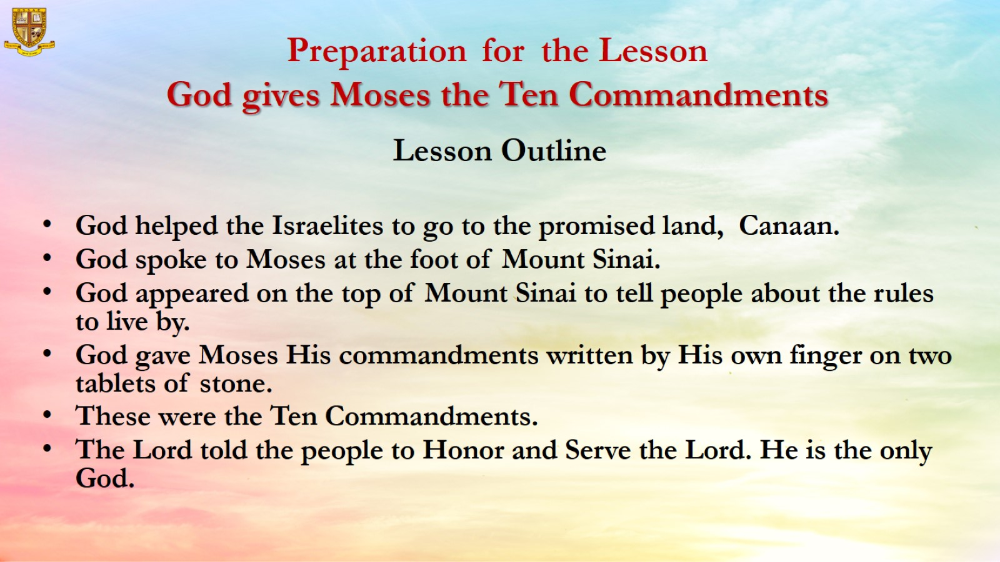 Preparation for the Lesson
God gives Moses the Ten Commandments
Lesson Outline
• God helped the Israelites to go to the promised land, Canaan.
• God spoke to Moses at the foot of Mount Sinai.
• God appeared on the top of Mount Sinai to tell people about the rules
to live by.
• God gave Moses His commandments written by His own finger on two
tablets of stone.
• These were the Ten Commandments.
• The Lord told the people to Honor and Serve the Lord. He is the only
God.